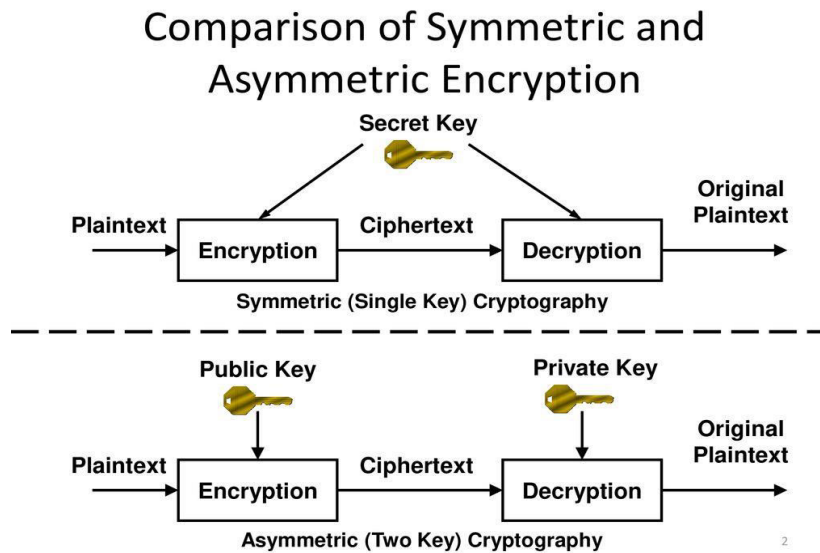 Comparison of Symmetric and
Asymmetric Encryption
Secret Key
Plaintext
Encryption
Ciphertext
Decryption
Original
Plaintext
Symmetric (Single Key) Cryptography
Public Key
Private Key
Plaintext
Encryption
Ciphertext
Decryption
Original
Plaintext
Asymmetric (Two Key) Cryptography
2